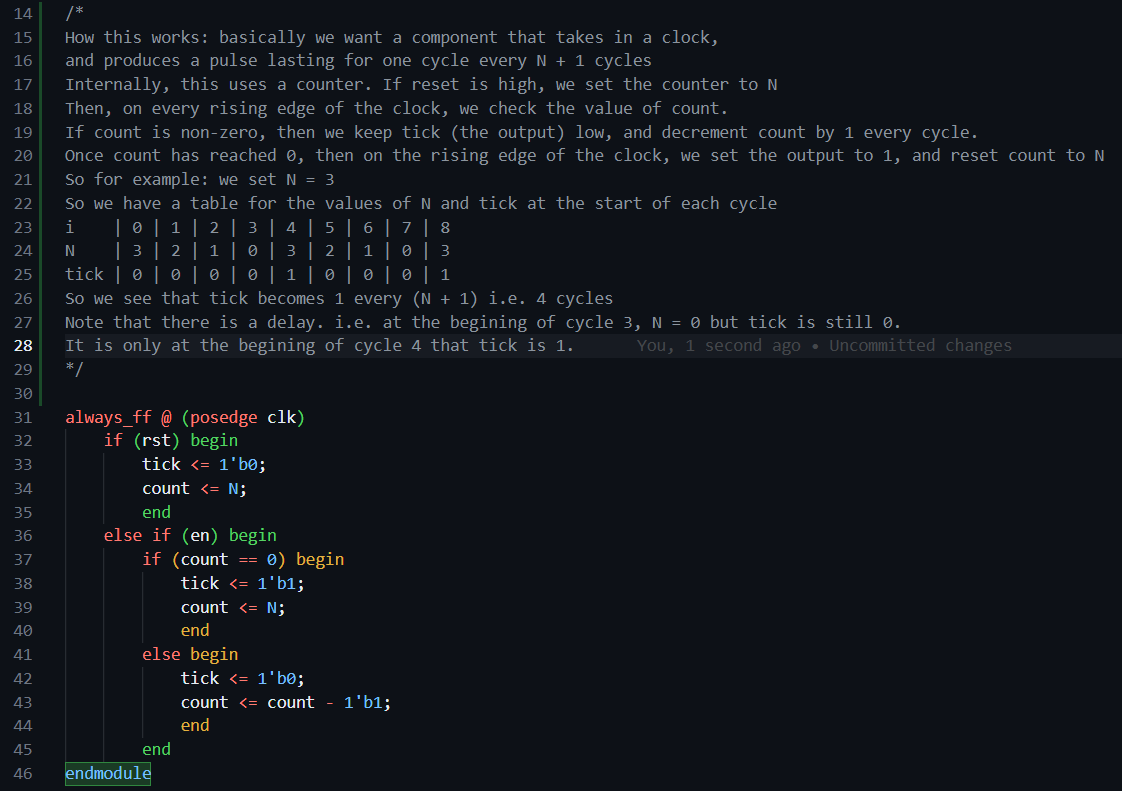 14 /*
15 How this works: basically we want a component that takes in a clock,
16 and produces a pulse lasting for one cycle every N + 1 cycles
17 Internally, this uses a counter. If reset is high, we set the counter to N
18 Then, on every rising edge of the clock, we check the value of count.
19 If count is non-zero, then we keep tick (the output) low, and decrement count by 1 every cycle.
20 Once count has reached 0, then on the rising edge of the clock, we set the output to 1, and reset count to N
21 So for example: we set N = 3
22 So we have a table for the values of N and tick at the start of each cycle
23 i    | 0 | 1 | 2 | 3 | 4 | 5 | 6 | 7 | 8
24 N    | 3 | 2 | 1 | 0 | 3 | 2 | 1 | 0 | 3
25 tick | 0 | 0 | 0 | 0 | 1 | 0 | 0 | 0 | 1
26 So we see that tick becomes 1 every (N + 1) i.e. 4 cycles
27 Note that there is a delay. i.e. at the begining of cycle 3, N = 0 but tick is still 0.
28 It is only at the begining of cycle 4 that tick is 1. You, 1 second ago • Uncommitted changes
29 */
30
31 always_ff @ (posedge clk)
32     if (rst) begin
33         tick <= 1'b0;
34         count <= N;
35         end
36     else if (en) begin
37         if (count == 0) begin
38             tick <= 1'b1;
39             count <= N;
40             end
41         else begin
42             tick <= 1'b0;
43             count <= count - 1'b1;
44             end
45         end
46 endmodule